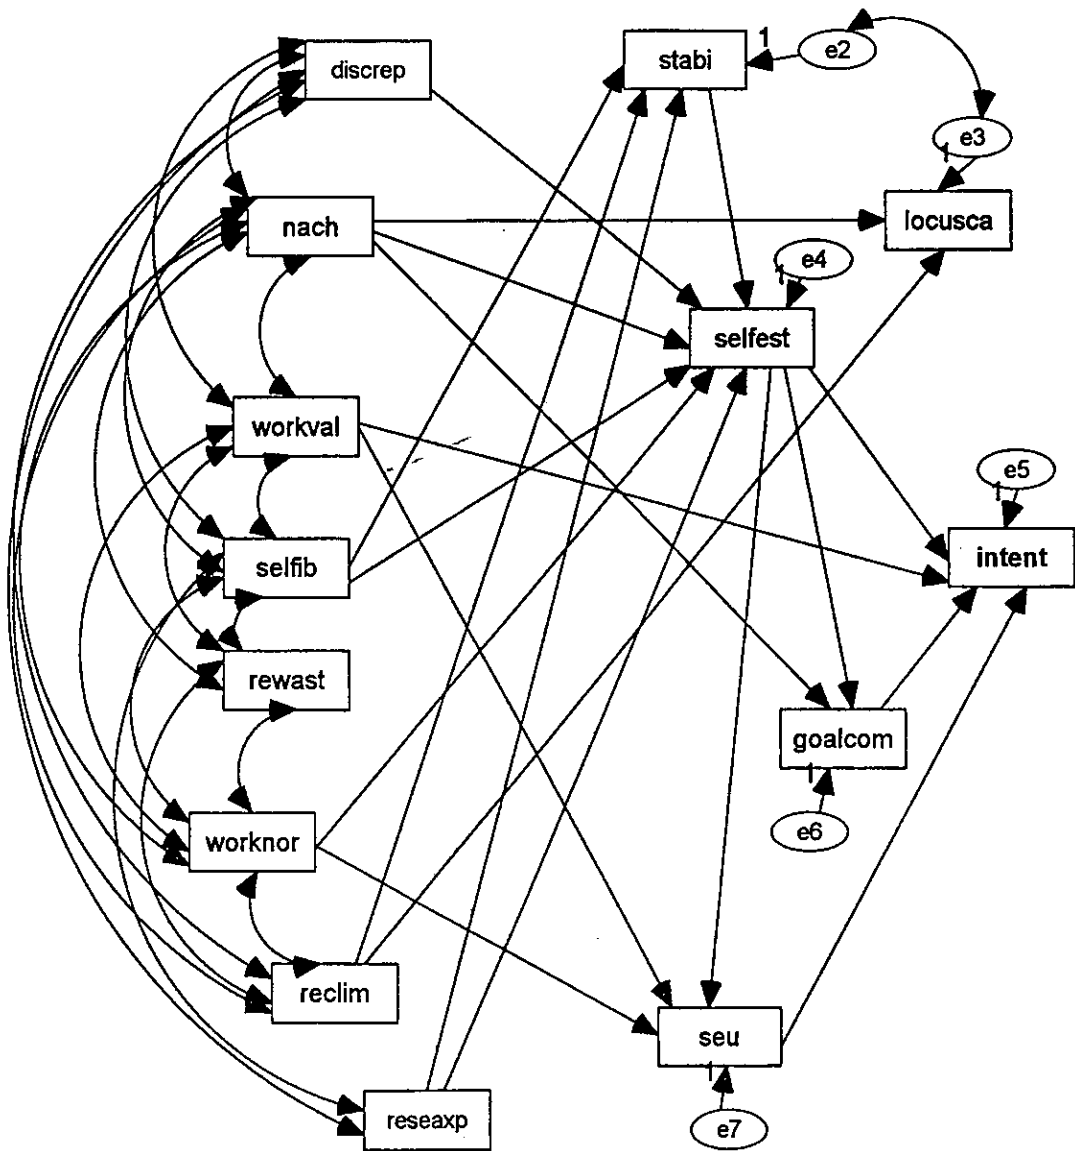 discrep
stabi
1
e2
e3
1
nach
locusca
e4
1
selfest
workval
e5
1
selfib
intent
rewast
goalcom
1
e6
worknor
reclim
seu
1
reseaxp
e7